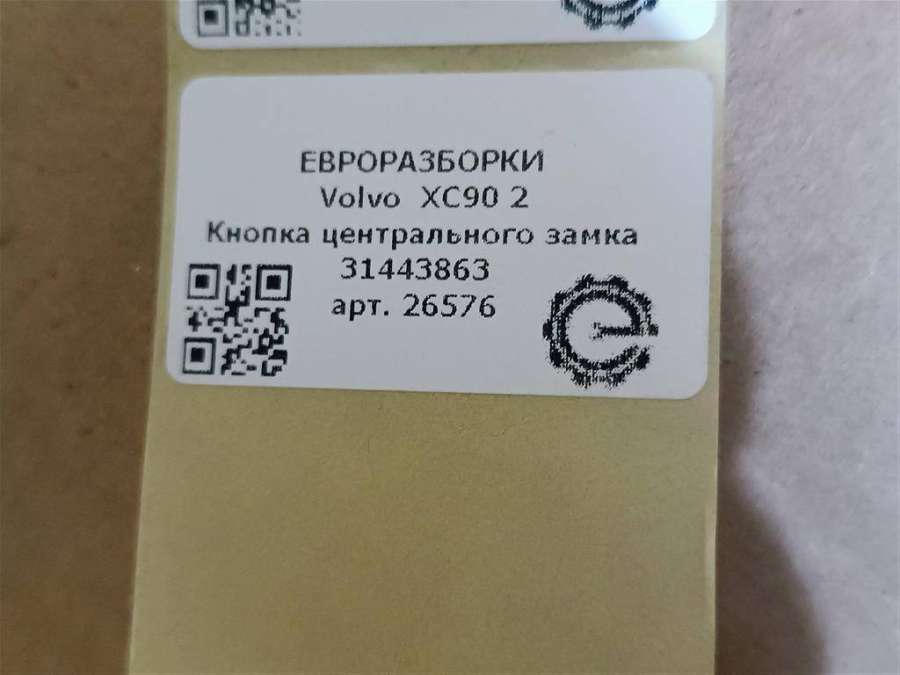 ЕВРОРАЗБОРКИ
Volvo XC90 2
Кнопка центрального замка
31443863
арт. 26576